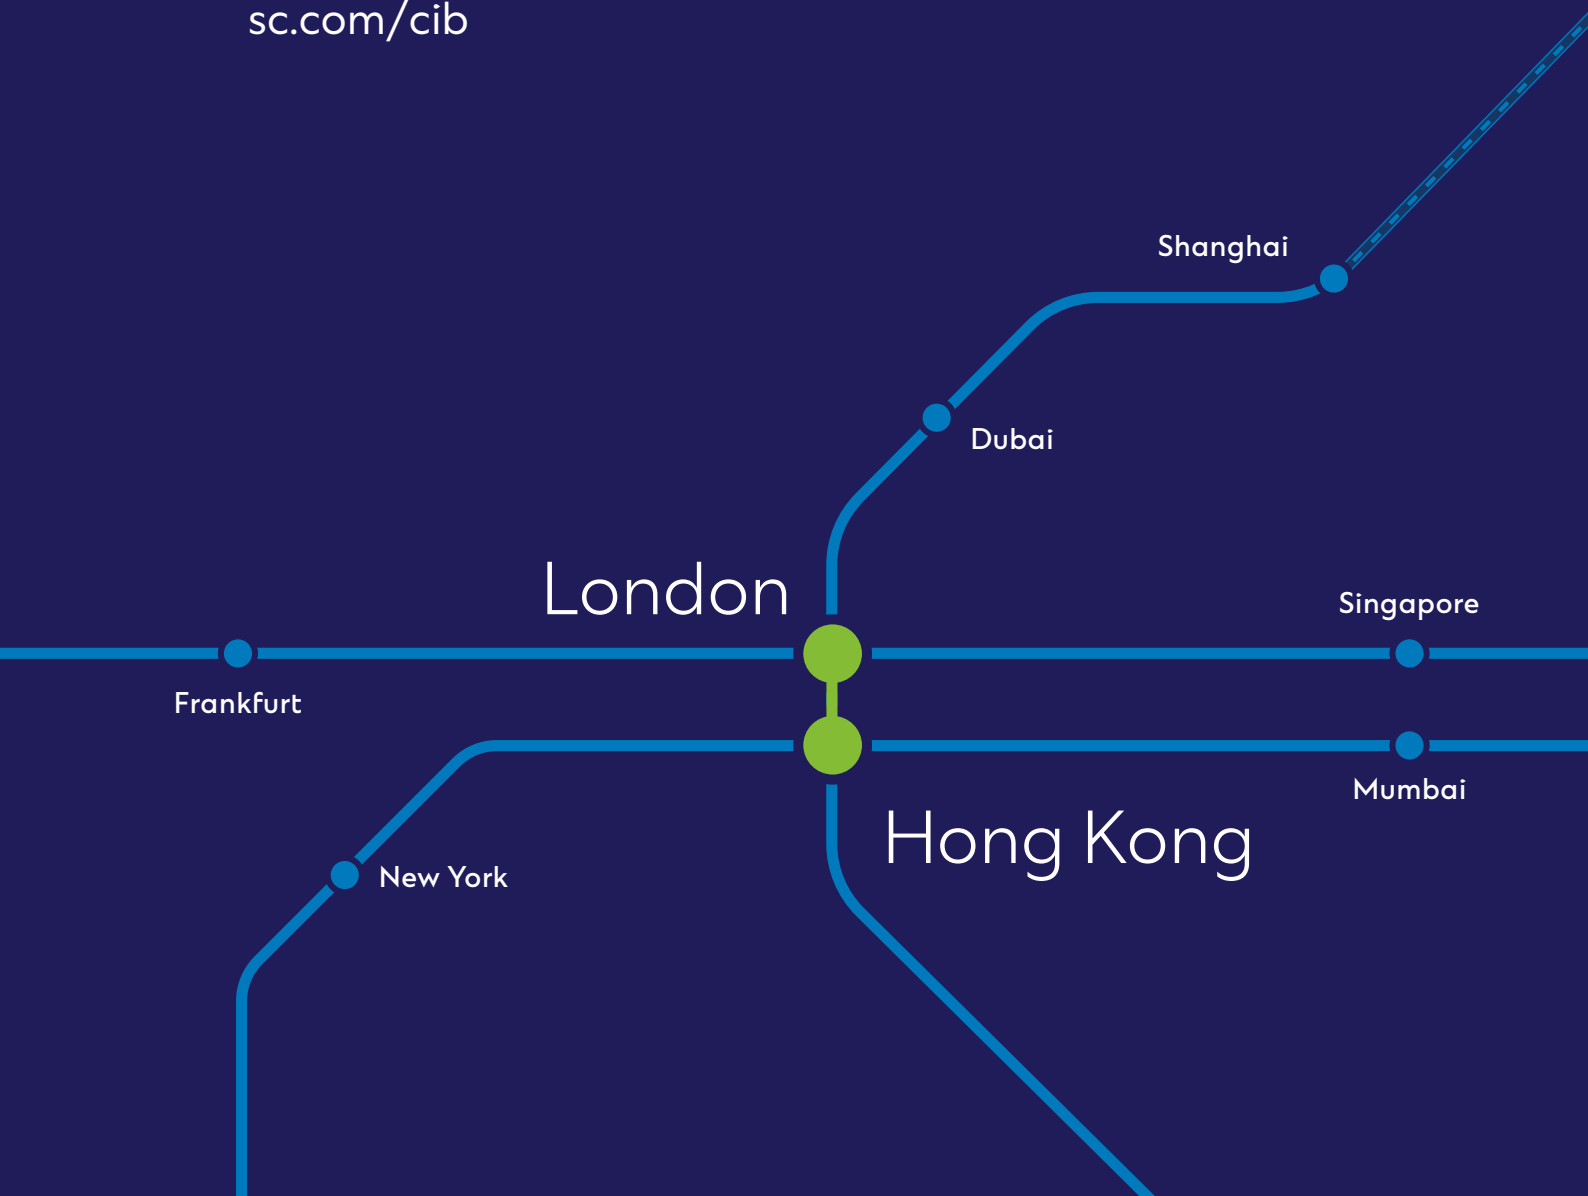 sc.com/cib
Shanghai
Dubai
London
Singapore
Frankfurt
Mumbai
Hong Kong
New York